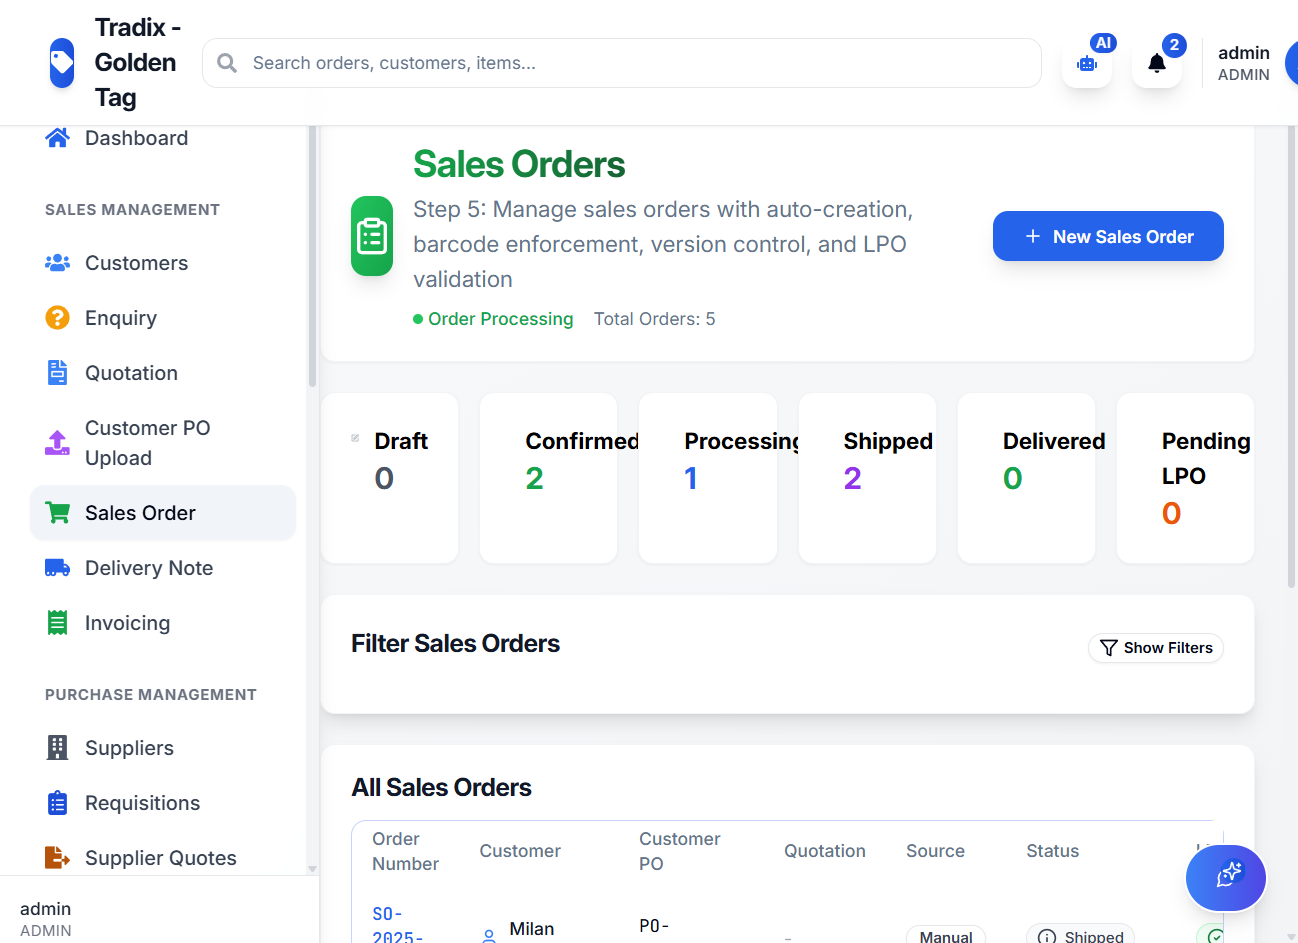 Tradix -
Golden
Tag
Search orders, customers, items...
AI
2
admin
ADMIN
Dashboard
SALES MANAGEMENT
Customers
Enquiry
Quotation
Customer PO
Upload
Sales Order
Delivery Note
Invoicing
PURCHASE MANAGEMENT
Suppliers
Requisitions
Supplier Quotes
admin
ADMIN
Sales Orders
Step 5: Manage sales orders with auto-creation,
barcode enforcement, version control, and LPO
validation
Order Processing Total Orders: 5
+ New Sales Order
Draft
0
Confirmed
2
Processing
1
Shipped
2
Delivered
0
Pending
LPO
0
Filter Sales Orders
Show Filters
All Sales Orders
Order
Number
Customer
Customer
PO
Quotation
Source
Status
SO-
2025-
Milan
PO-
-
Manual
Shipped